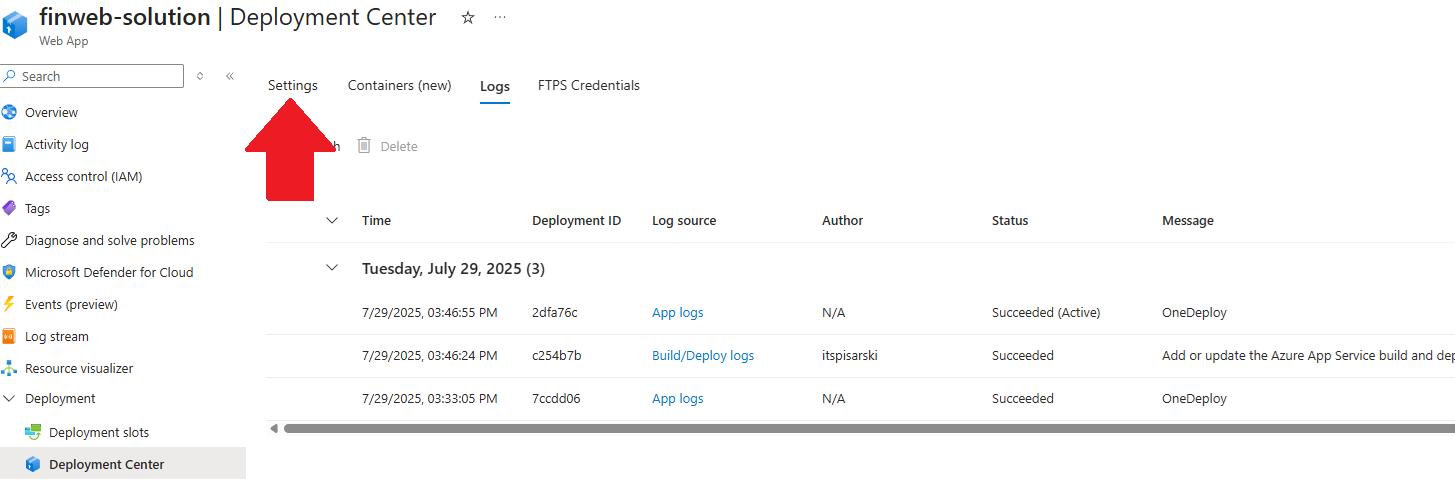 finweb-solution | Deployment Center
Web App
Search
Settings Containers (new) Logs FTPS Credentials
Overview
Activity log
Delete
Access control (IAM)
Tags
Time Deployment ID Log source Author Status Message
Diagnose and solve problems
Microsoft Defender for Cloud
Tuesday, July 29, 2025 (3)
Events (preview)
7/29/2025, 03:46:55 PM 2dfa76c App logs N/A Succeeded (Active) OneDeploy
Log stream
7/29/2025, 03:46:24 PM c254b7b Build/Deploy logs itspisarski Succeeded Add or update the Azure App Service build and
Resource visualizer
Deployment
7/29/2025, 03:33:05 PM 7ccdd06 App logs N/A Succeeded OneDeploy
Deployment slots
Deployment Center